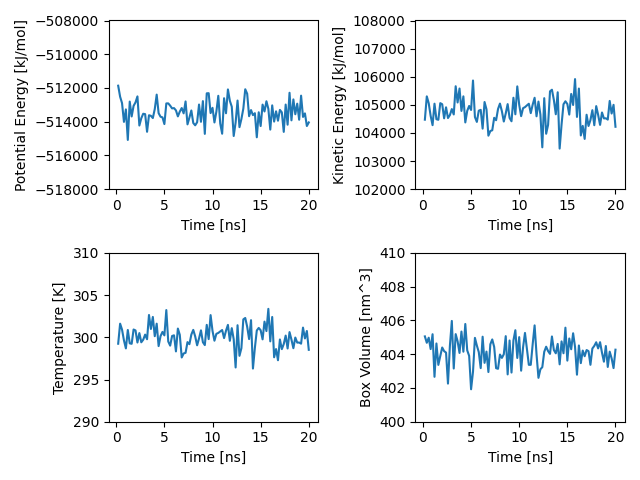 −508000
−510000
−512000
−514000
−516000
−518000
Potential Energy [kJ/mol]
0 5 10 15 20
Time [ns]
108000
107000
106000
105000
104000
103000
102000
Kinetic Energy [kJ/mol]
0 5 10 15 20
Time [ns]
310
305
300
295
290
Temperature [K]
0 5 10 15 20
Time [ns]
410
408
406
404
402
400
Box Volume [nm^3]
0 5 10 15 20
Time [ns]